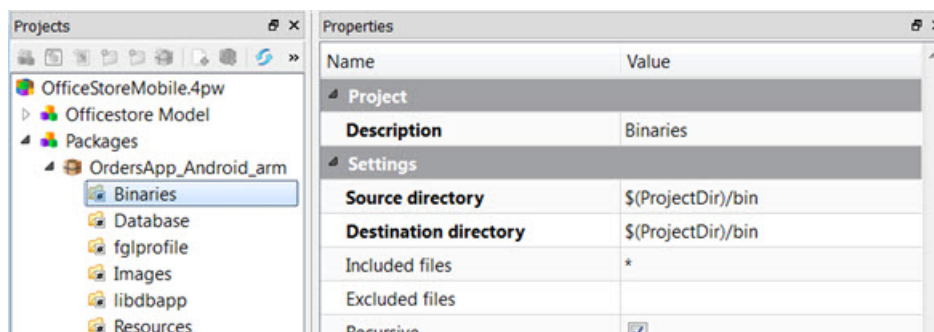 Projects
OfficeStoreMobile.4pw
Officestore Model
Packages
OrdersApp_Android_arm
Binaries
Database
fglprofile
Images
libdbapp
Resources
Properties
Name Value
Project
Description Binaries
Settings
Source directory $(ProjectDir)/bin
Destination directory $(ProjectDir)/bin
Included files *
Excluded files
Recursive